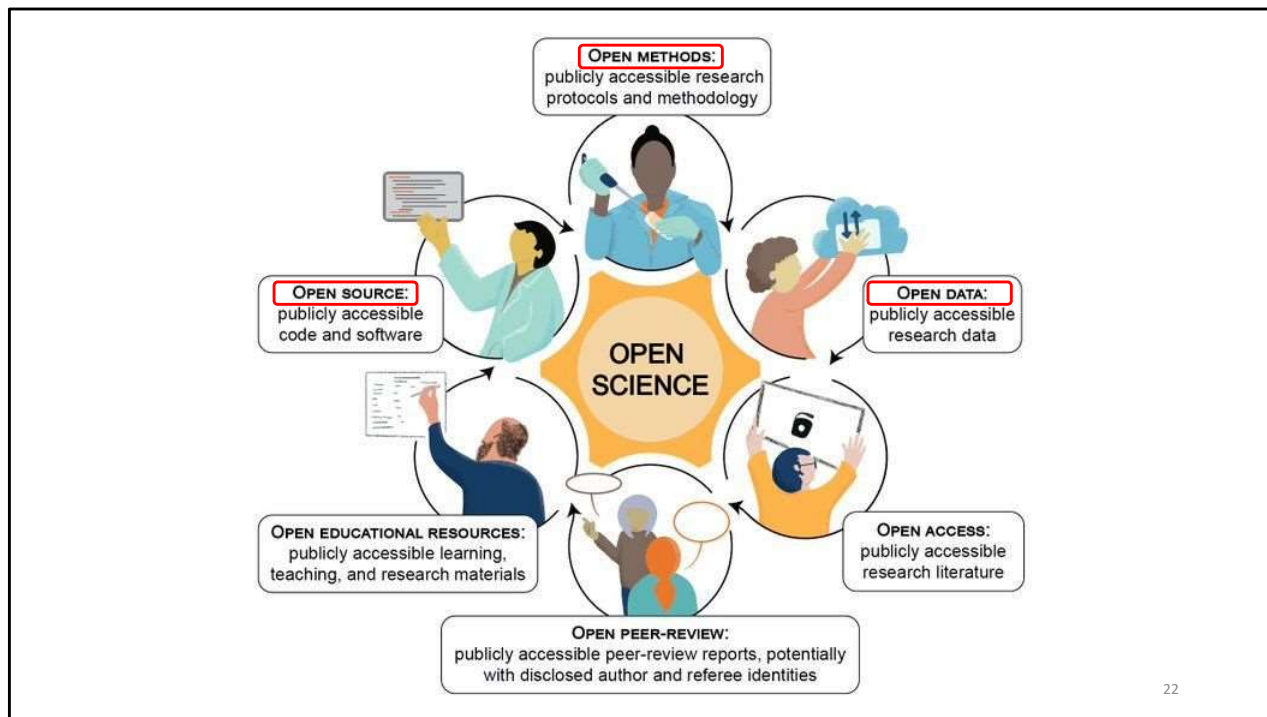 OPEN METHODS:
publicly accessible research
protocols and methodology
OPEN SOURCE:
publicly accessible
code and software
OPEN DATA:
publicly accessible
research data
OPEN
SCIENCE
OPEN EDUCATIONAL RESOURCES:
publicly accessible learning,
teaching, and research materials
OPEN ACCESS:
publicly accessible
research literature
OPEN PEER-REVIEW:
publicly accessible peer-review reports, potentially
with disclosed author and referee identities
22